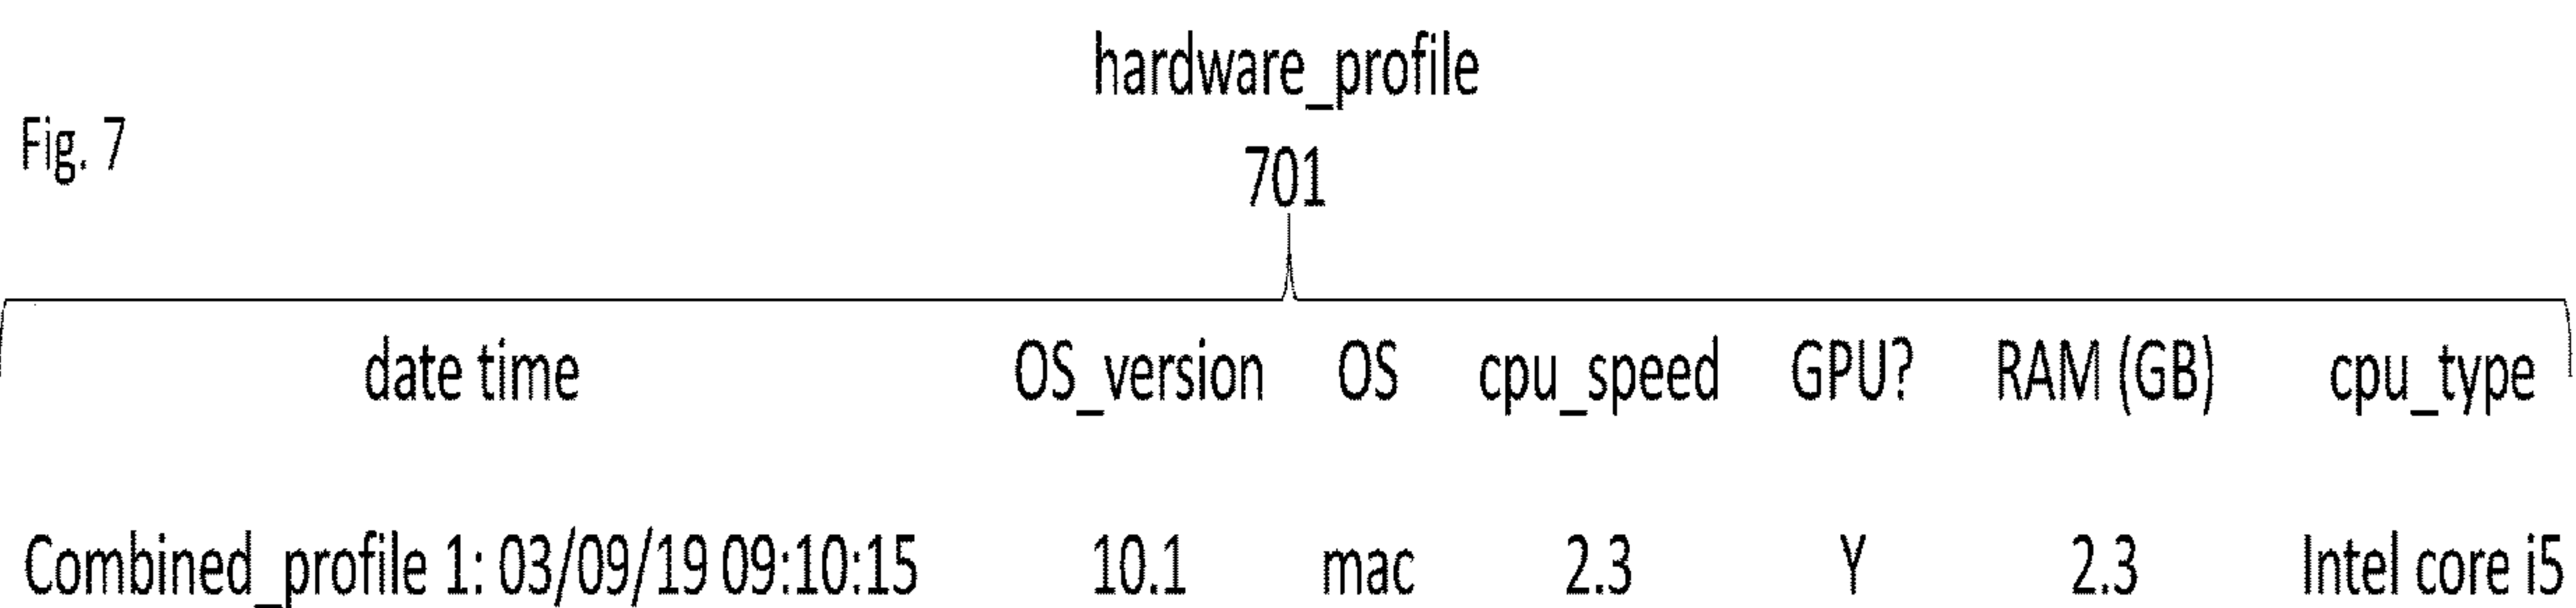 hardware_profile
Fig. 7
701
date time OS_version OS cpu_speed GPU? RAM (GB) cpu_type
Combined_profile 1: 03/09/19 09:10:15 10.1 mac 2.3 Y 2.3 Intel core i5